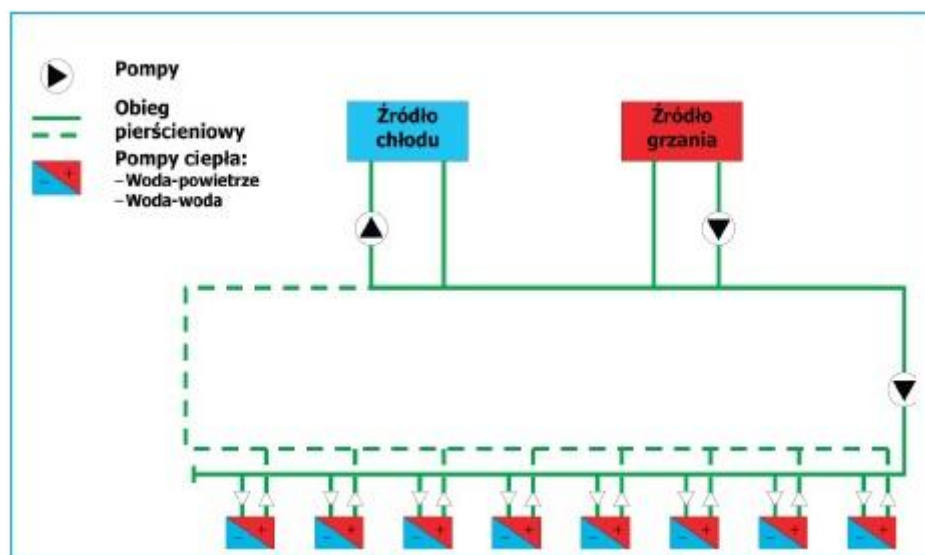 Pompy
Obieg
pierścieniowy
Pompy ciepła:
–Woda-powietrze
–Woda-woda
Źródło
chłodu
Źródło
grzania
– +
– +
– +
– +
– +
– +
– +
– +
– +